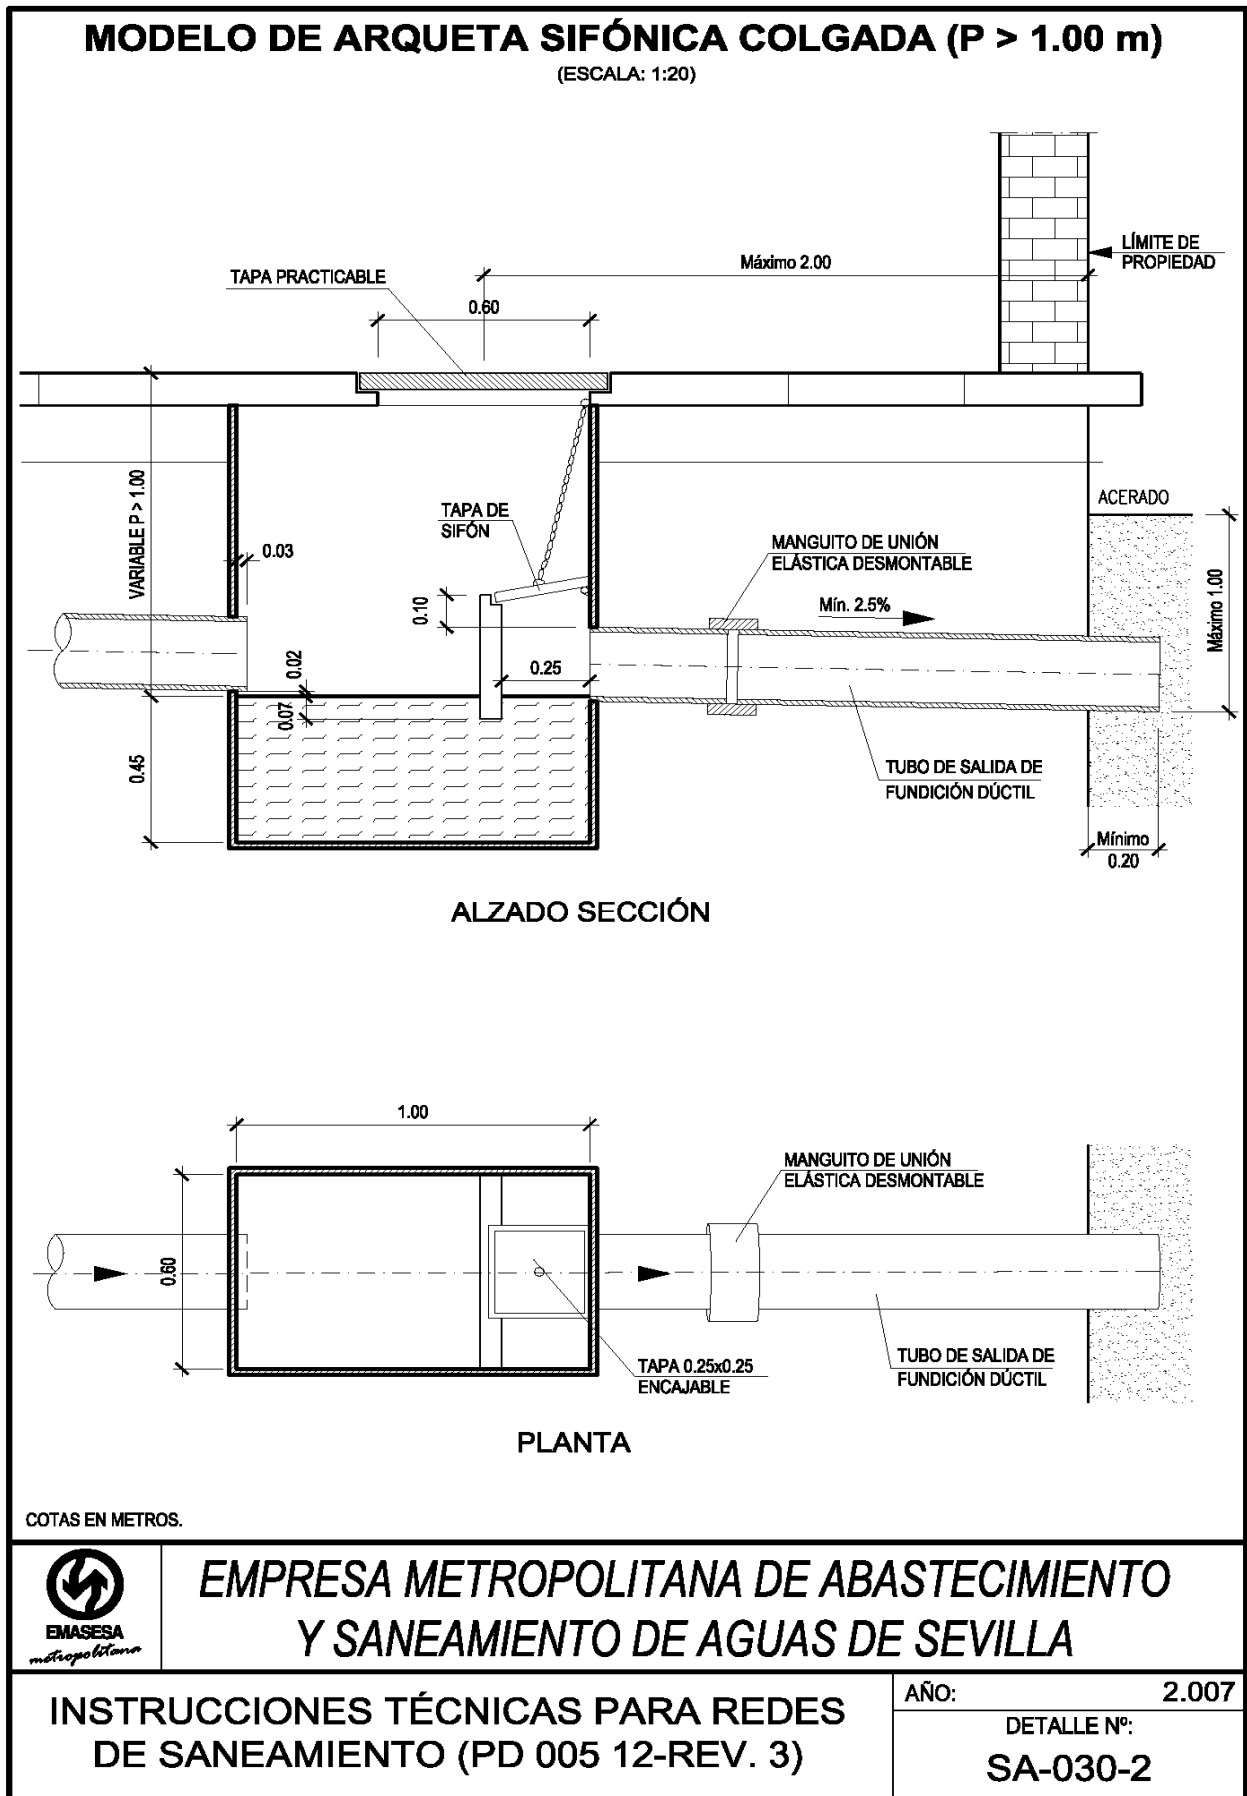 MODELO DE ARQUETA SIFÓNICA COLGADA (P > 1.00 m)
(ESCALA: 1:20)
LÍMITE DE
PROPIEDAD
Máximo 2.00
TAPA PRACTICABLE
0.60
VARIABLE P > 1.00
0.03
TAPA DE
SIFÓN
ACERADO
MANGUITO DE UNIÓN
ELÁSTICA DESMONTABLE
Mín. 2.5%
0.10
Máximo 1.00
0.02
0.25
0.07
0.45
TUBO DE SALIDA DE
FUNDICIÓN DÚCTIL
Mínimo
0.20
ALZADO SECCIÓN
1.00
MANGUITO DE UNIÓN
ELÁSTICA DESMONTABLE
0.60
TAPA 0.25x0.25
ENCAJABLE
TUBO DE SALIDA DE
FUNDICIÓN DÚCTIL
PLANTA
COTAS EN METROS.
EMASESA
metropolitana
EMPRESA METROPOLITANA DE ABASTECIMIENTO
Y SANEAMIENTO DE AGUAS DE SEVILLA
INSTRUCCIONES TÉCNICAS PARA REDES
DE SANEAMIENTO (PD 005 12-REV. 3)
AÑO: 2.007
DETALLE Nº:
SA-030-2